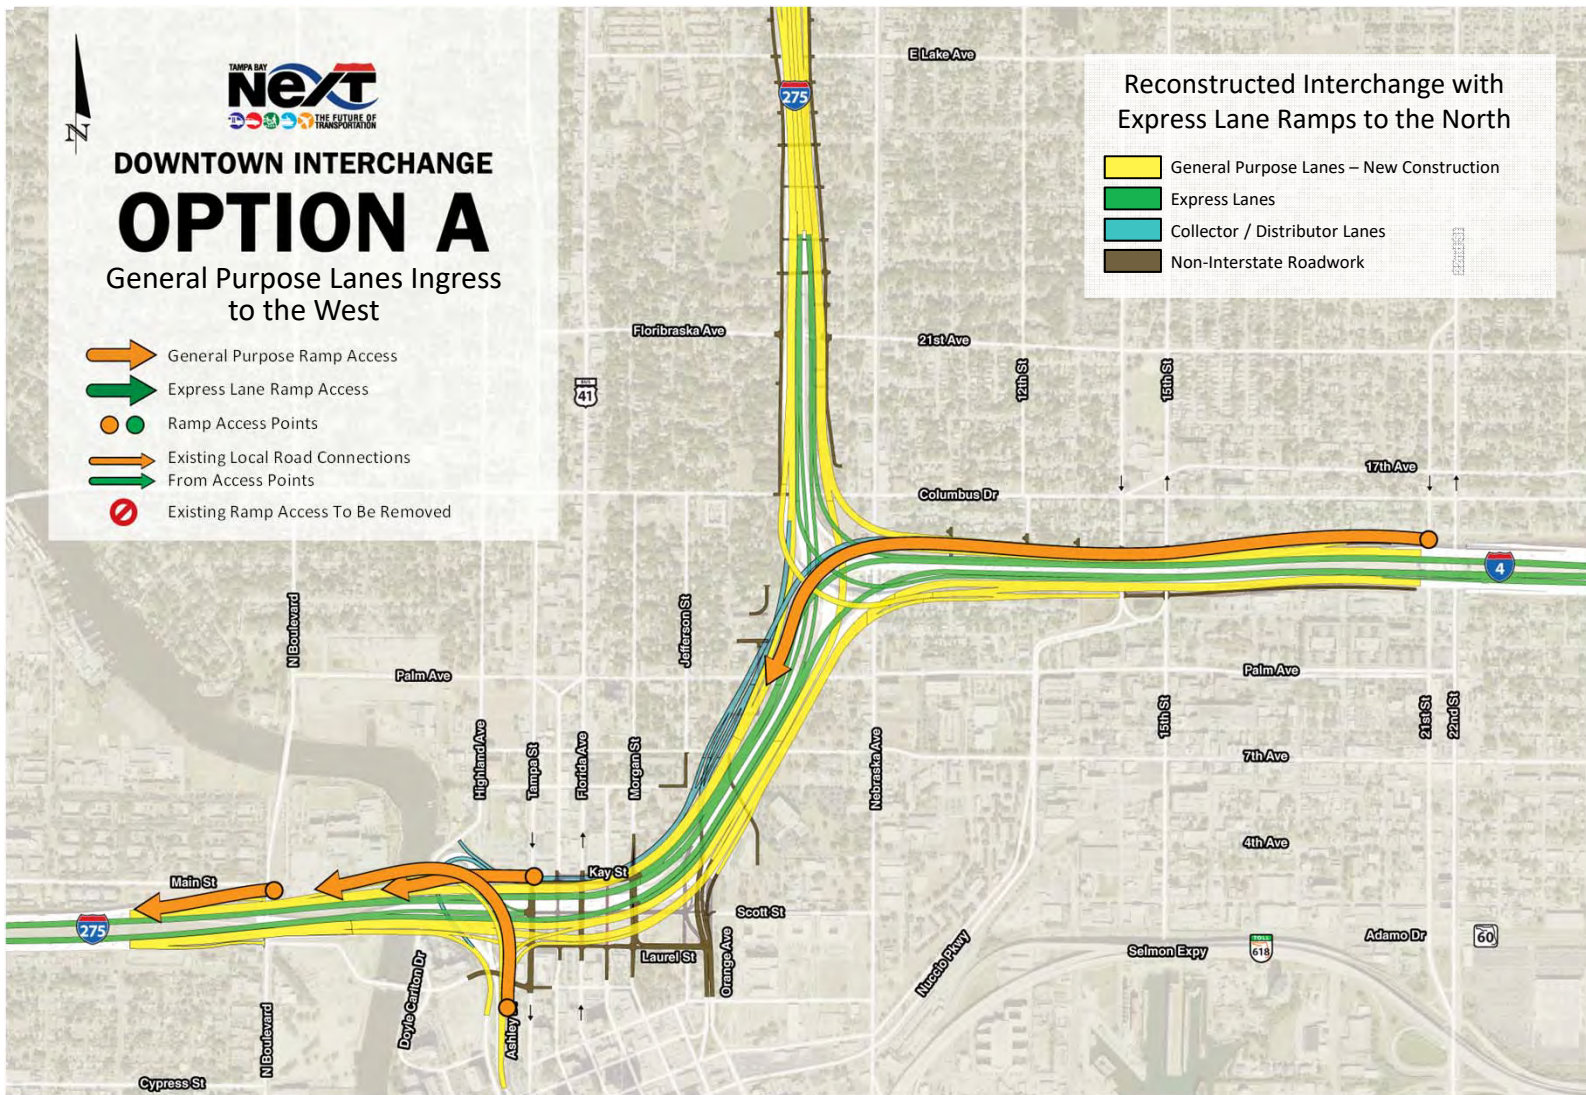 N
TAMPA BAY
NEXT
THE FUTURE OF
TRANSPORTATION
DOWNTOWN INTERCHANGE
OPTION A
General Purpose Lanes Ingress
to the West
General Purpose Ramp Access
Express Lane Ramp Access
Ramp Access Points
Existing Local Road Connections
From Access Points
Existing Ramp Access To Be Removed
Reconstructed Interchange with
Express Lane Ramps to the North
General Purpose Lanes – New Construction
Express Lanes
Collector / Distributor Lanes
Non-Interstate Roadwork
E Lake Ave
275
Floribraska Ave
21st Ave
BUS
41
12th St
15th St
17th Ave
Columbus Dr
4
N Boulevard
Jefferson St
Palm Ave
Palm Ave
Highland Ave
Tampa St
Florida Ave
Morgan St
Nebraska Ave
15th St
21st St
22nd St
7th Ave
4th Ave
Main St
Kay St
Scott St
275
Laurel St
Orange Ave
Doyle Carlton Dr
N Boulevard
Ashley
Nuccio Pkwy
Selmon Expy
TOLL
618
Adamo Dr
60
Cypress St